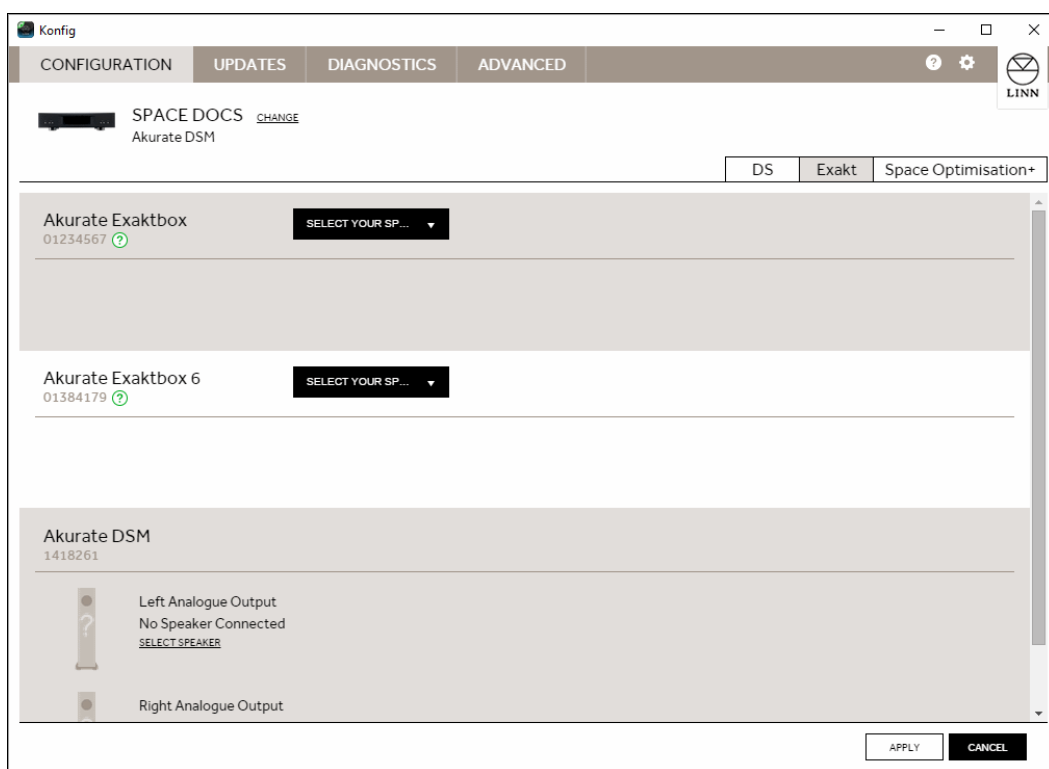 Konfig
CONFIGURATION UPDATES DIAGNOSTICS ADVANCED
LINN
SPACE DOCS CHANGE
Akurate DSM
DS Exakt Space Optimisation+
Akurate Exaktbox SELECT YOUR SP...
01234567 ?
Akurate Exaktbox 6 SELECT YOUR SP...
01384179 ?
Akurate DSM
1418261
Left Analogue Output
No Speaker Connected
SELECT SPEAKER
Right Analogue Output
APPLY CANCEL